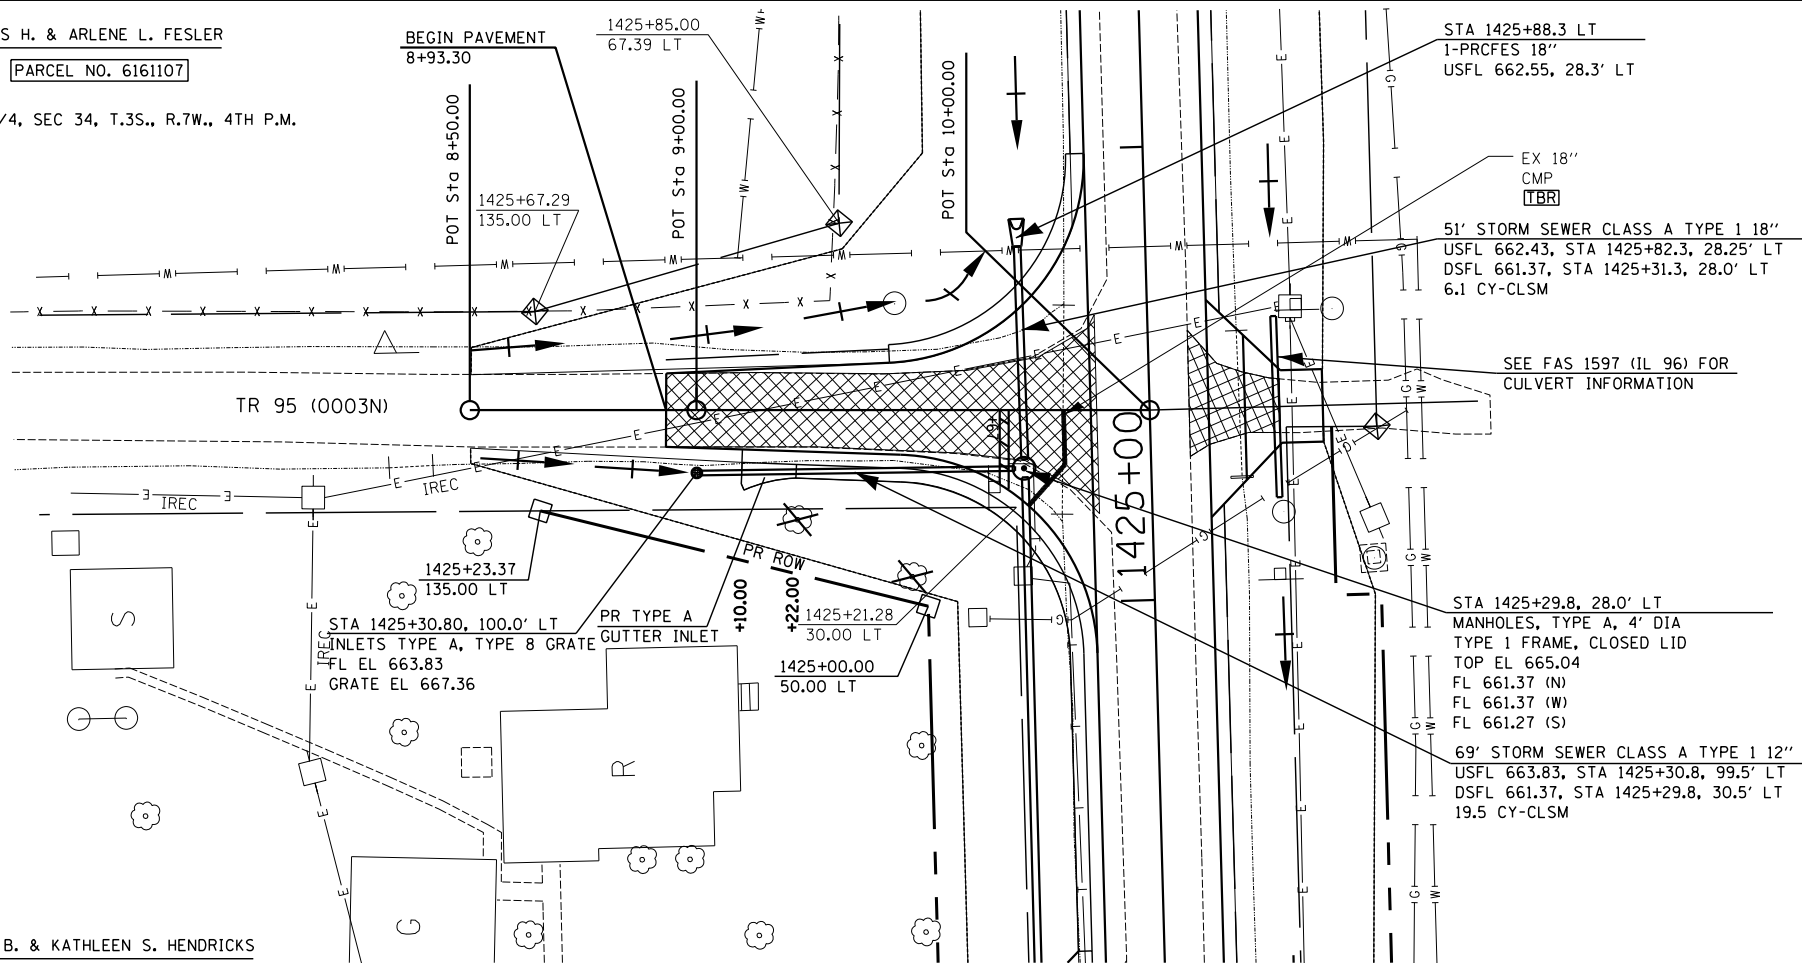 S H. & ARLENE L. FESLER
PARCEL NO. 6161107
/4, SEC 34, T.3S., R.7W., 4TH P.M.
BEGIN PAVEMENT
8+93.30
1425+85.00
67.39 LT
POT Sta 8+50.00
POT Sta 9+00.00
POT Sta 10+00.00
1425+67.29
135.00 LT
STA 1425+88.3 LT
1-PRCFES 18"
USFL 662.55, 28.3' LT
EX 18"
CMP
TBR
51' STORM SEWER CLASS A TYPE 1 18"
USFL 662.43, STA 1425+82.3, 28.25' LT
DSFL 661.37, STA 1425+31.3, 28.0' LT
6.1 CY-CLSM
SEE FAS 1597 (IL 96) FOR
CULVERT INFORMATION
TR 95 (0003N)
1425+00
IREC
IREC
IREC
PR ROW
1425+23.37
135.00 LT
STA 1425+30.80, 100.0' LT
INLETS TYPE A, TYPE 8 GRATE
FL EL 663.83
GRATE EL 667.36
PR TYPE A
GUTTER INLET
+10.00
+22.00
1425+21.28
30.00 LT
1425+00.00
50.00 LT
STA 1425+29.8, 28.0' LT
MANHOLES, TYPE A, 4' DIA
TYPE 1 FRAME, CLOSED LID
TOP EL 665.04
FL 661.37 (N)
FL 661.37 (W)
FL 661.27 (S)
69' STORM SEWER CLASS A TYPE 1 12"
USFL 663.83, STA 1425+30.8, 99.5' LT
DSFL 661.37, STA 1425+29.8, 30.5' LT
19.5 CY-CLSM
S
R
G
B. & KATHLEEN S. HENDRICKS